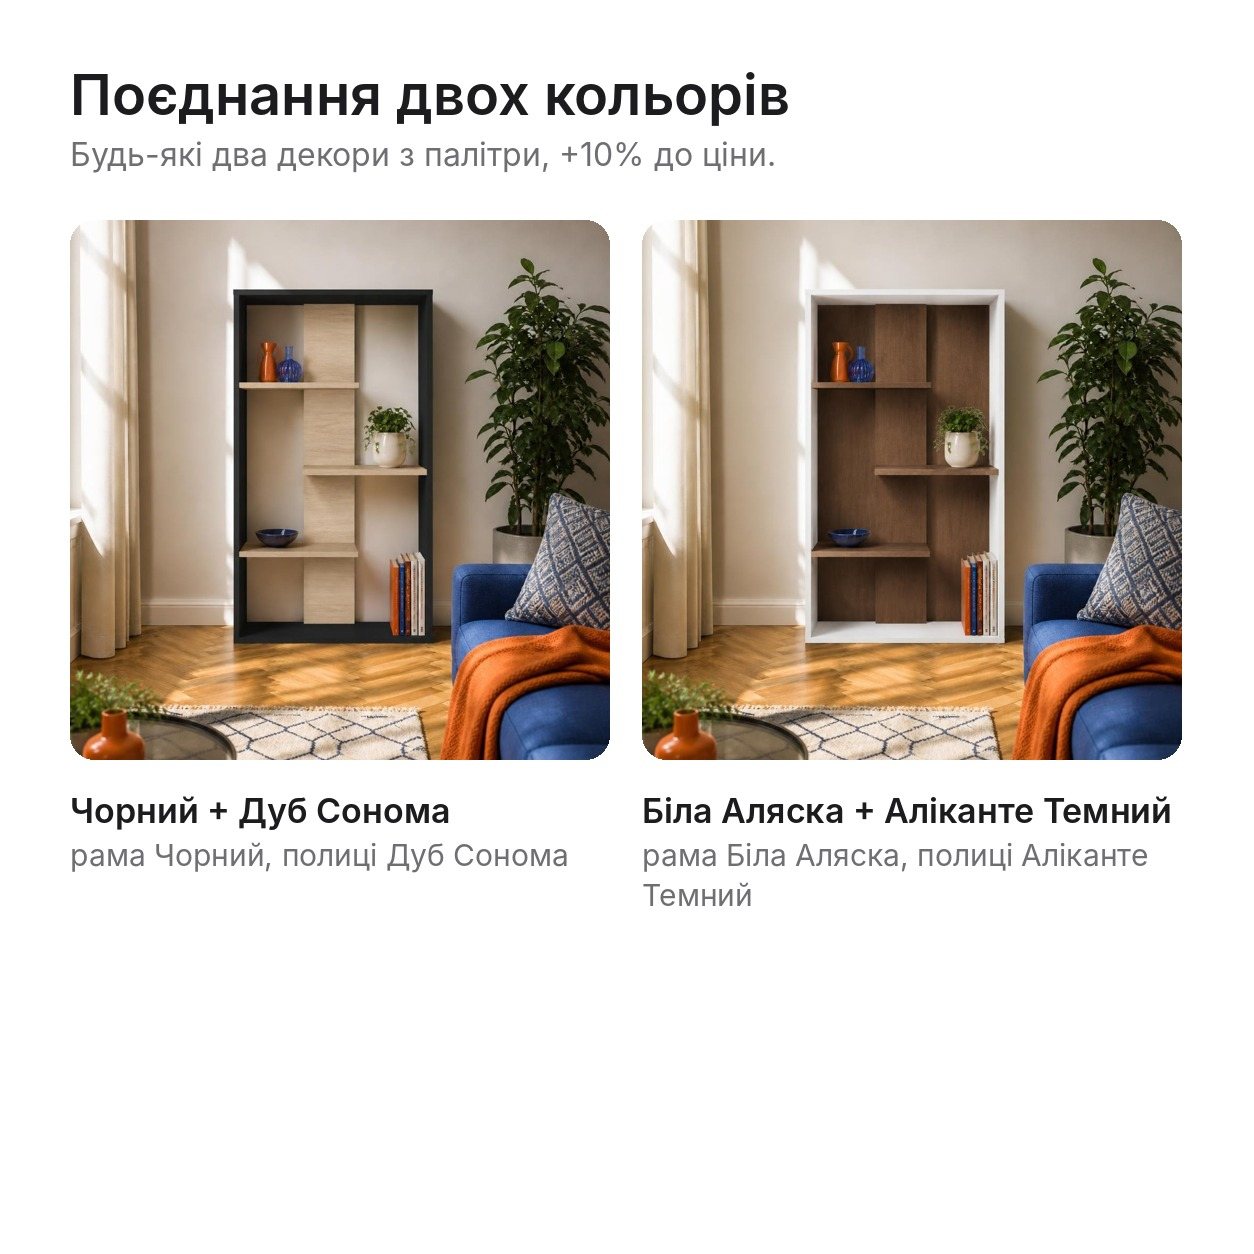 Поєднання двох кольорів
Будь-які два декори з палітри, +10% до ціни.
Чорний + Дуб Сонома
рама Чорний, полиці Дуб Сонома
Біла Аляска + Аліканте Темний
рама Біла Аляска, полиці Аліканте
Темний